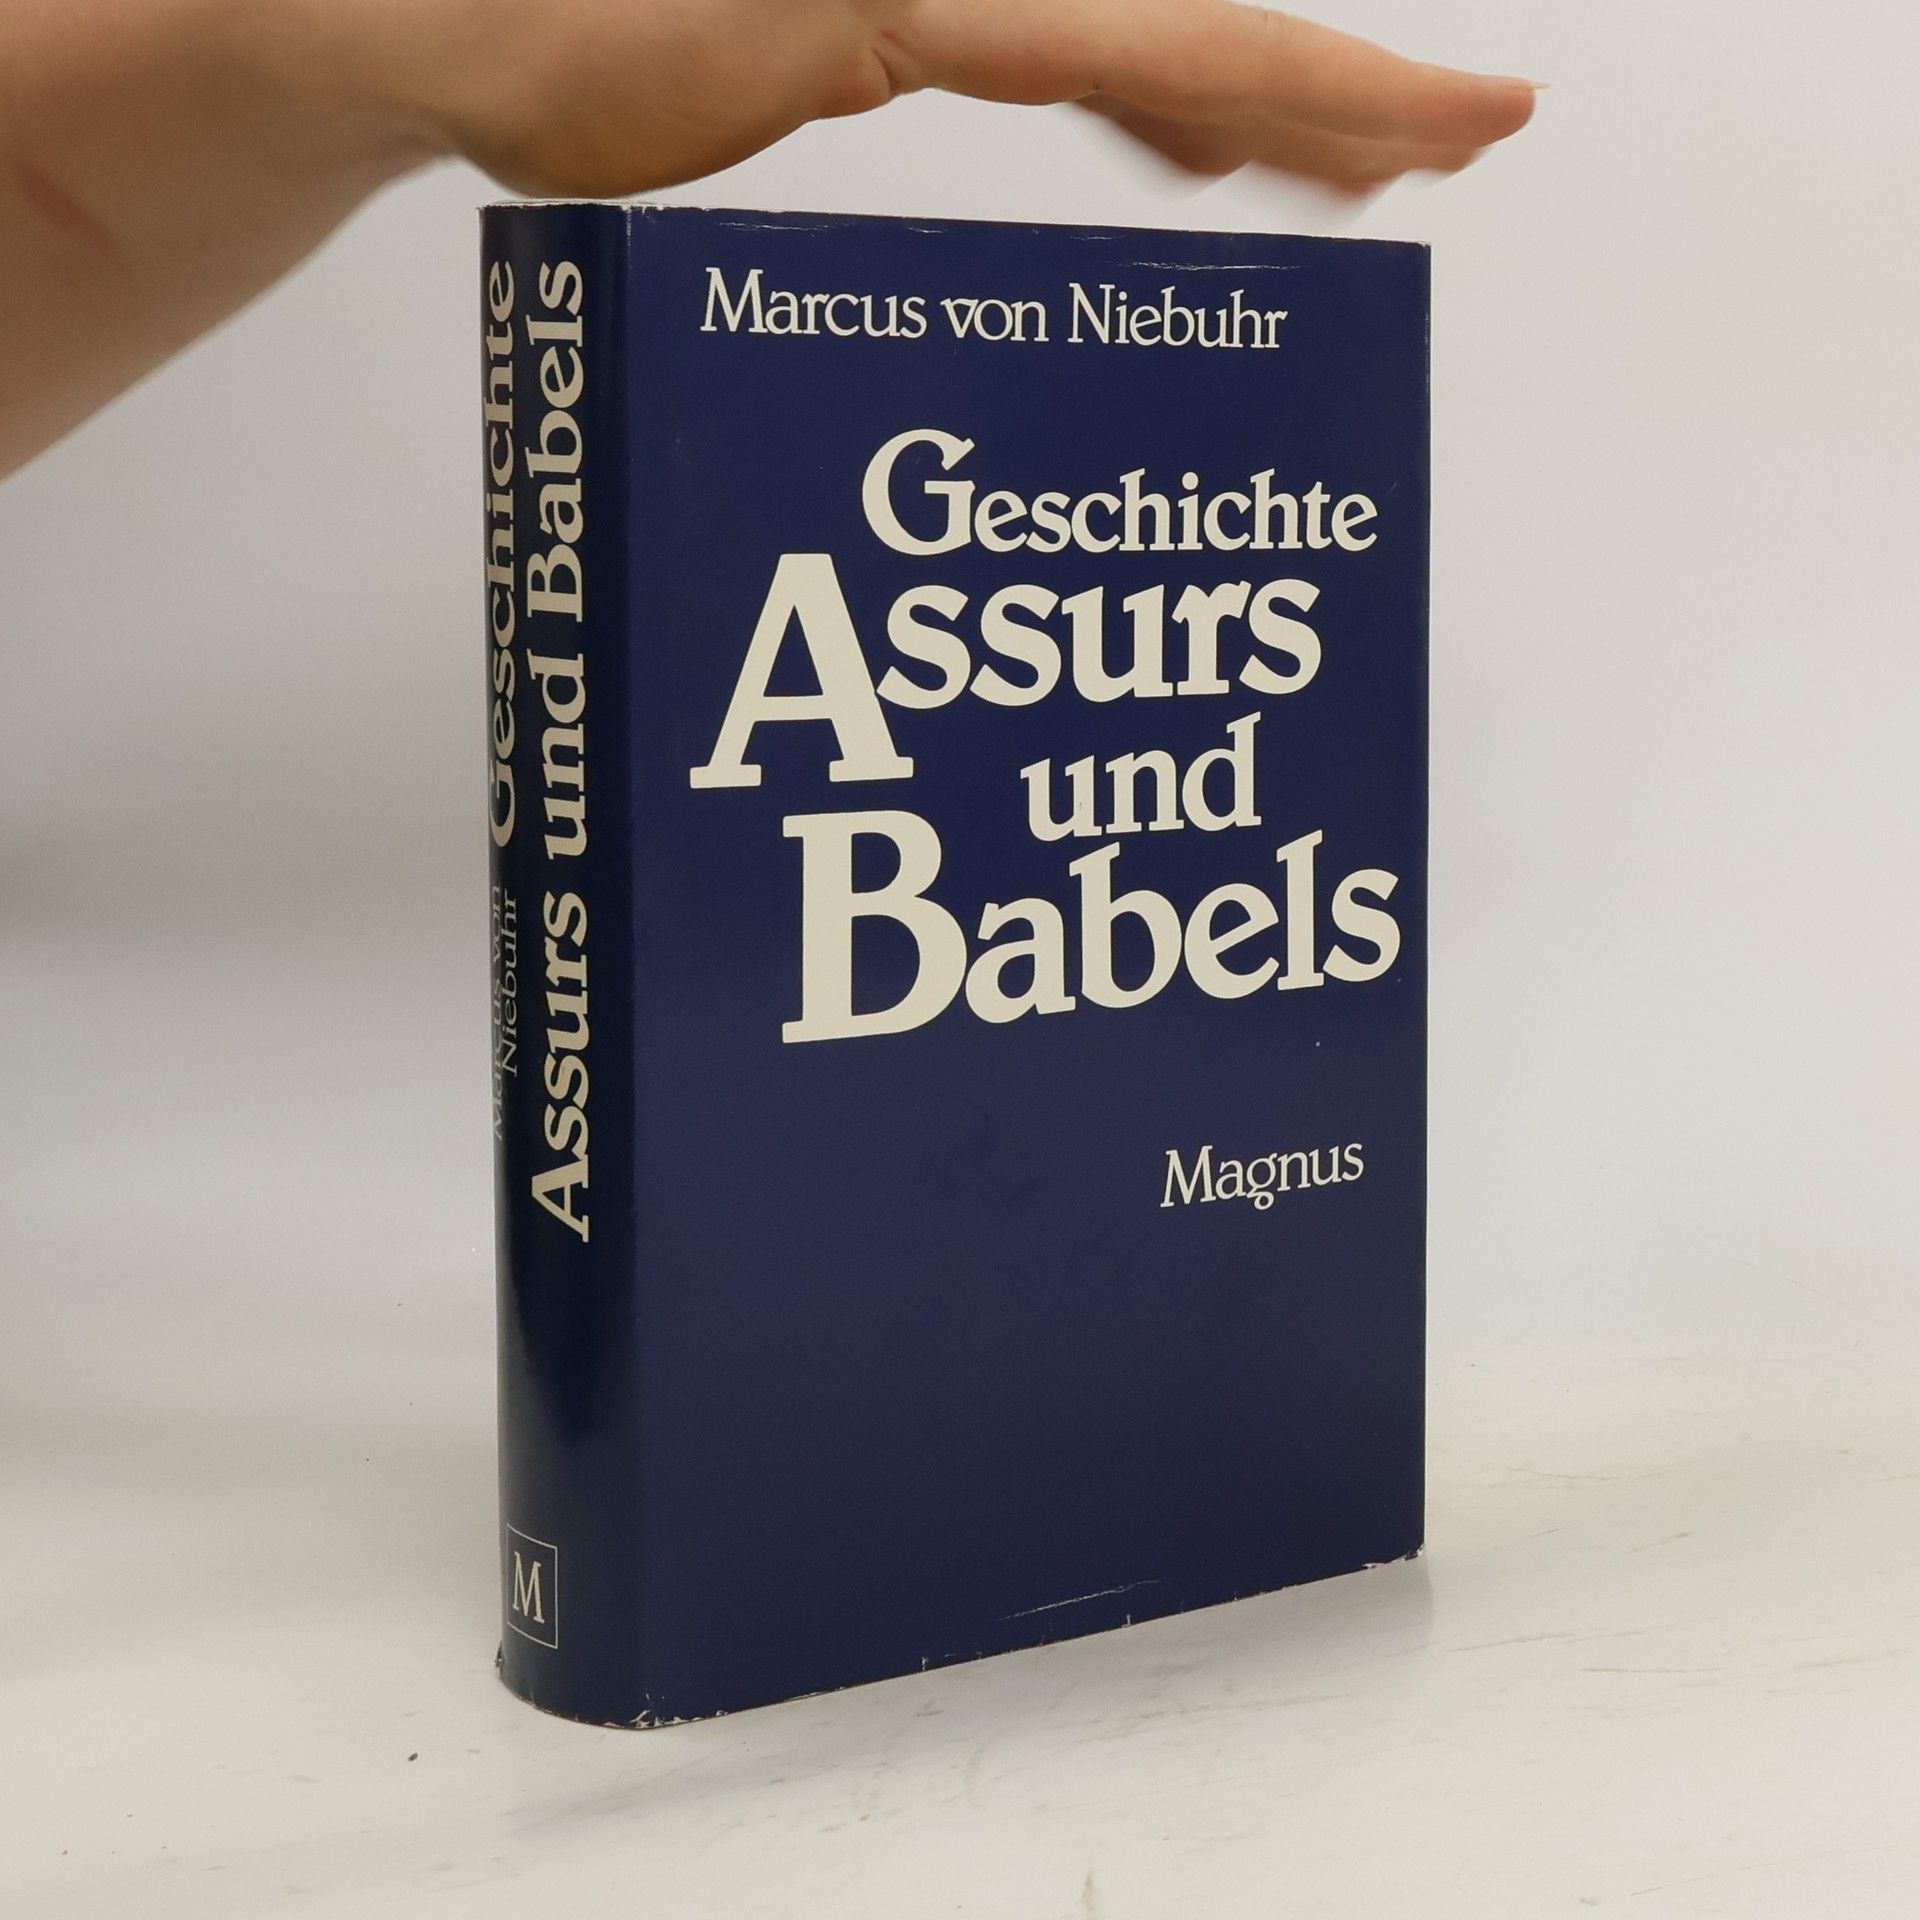 Marcus von Niebuhr
Geschichte
Assurs
und
Babels
Magnus
Marcus von
Niebuhr
Geschichte
Assurs und Babels
M